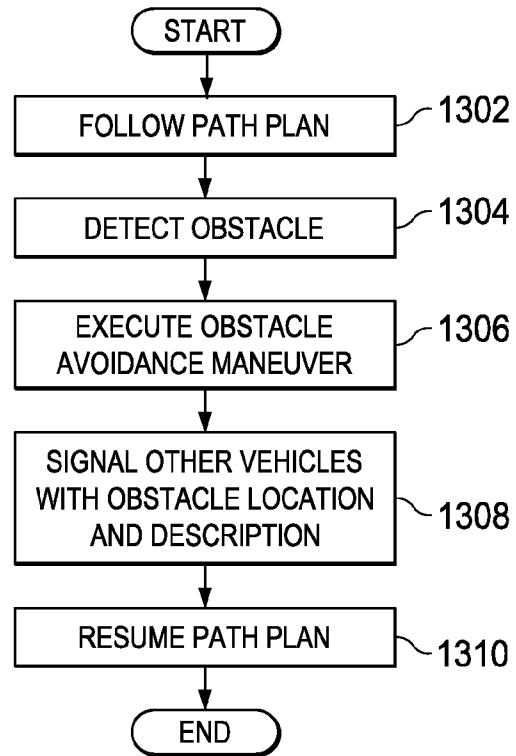 START
FOLLOW PATH PLAN
1302
DETECT OBSTACLE
1304
EXECUTE OBSTACLE
AVOIDANCE MANEUVER
1306
SIGNAL OTHER VEHICLES
WITH OBSTACLE LOCATION
AND DESCRIPTION
1308
RESUME PATH PLAN
1310
END